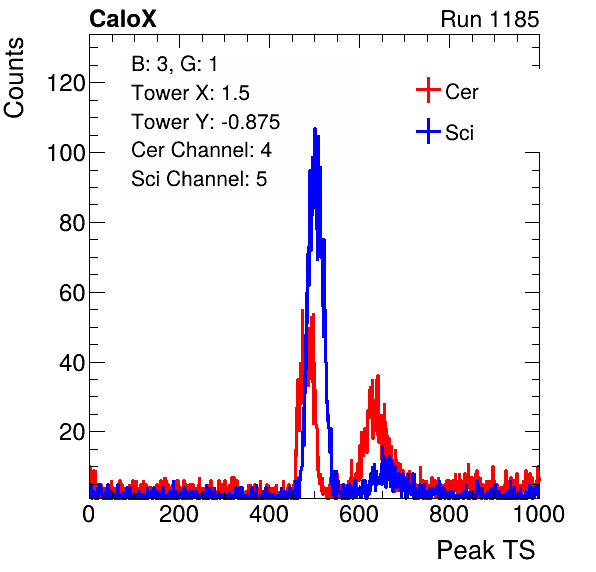 CaloX Run 1185
B: 3, G: 1
Tower X: 1.5
Tower Y: -0.875
Cer Channel: 4
Sci Channel: 5
Cer
Sci
Counts
120
100
80
60
40
20
0 200 400 600 800 1000
Peak TS